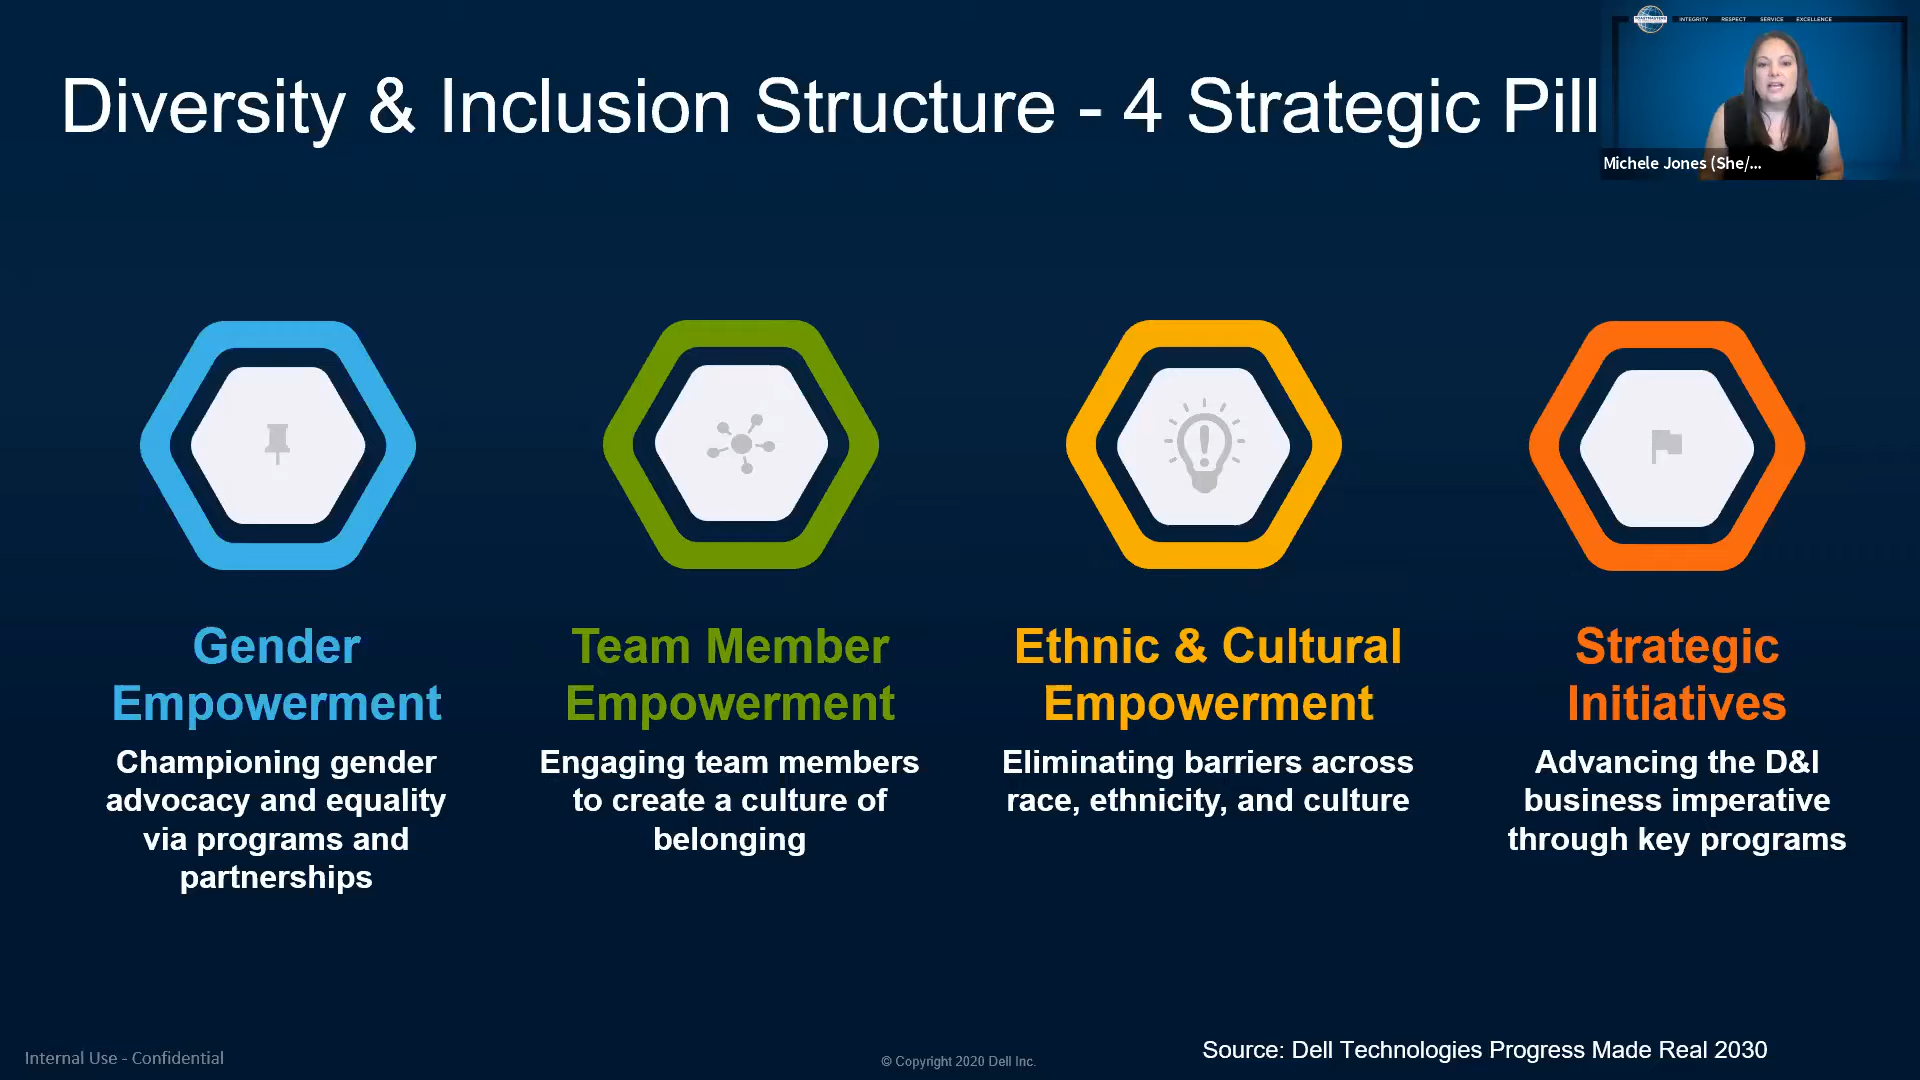 TOASTMASTERS
INTEGRITY RESPECT SERVICE EXCELLENCE
Diversity & Inclusion Structure - 4 Strategic Pill
Michele Jones (She/...
Gender
Empowerment
Championing gender
advocacy and equality
via programs and
partnerships
Team Member
Empowerment
Engaging team members
to create a culture of
belonging
Ethnic & Cultural
Empowerment
Eliminating barriers across
race, ethnicity, and culture
Strategic
Initiatives
Advancing the D&I
business imperative
through key programs
Internal Use - Confidential
© Copyright 2020 Dell Inc.
Source: Dell Technologies Progress Made Real 2030